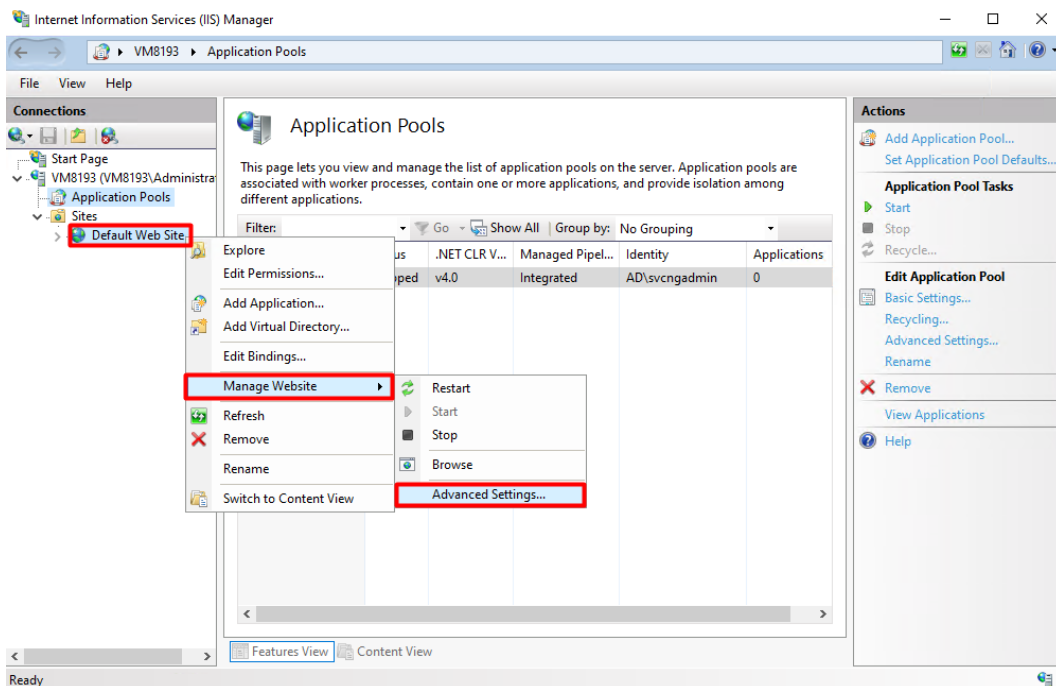 Internet Information Services (IIS) Manager
VM8193
Application Pools
File View Help
Connections
Start Page
VM8193 (VM8193\Administra
Application Pools
Sites
Default Web Site
Application Pools
This page lets you view and manage the list of application pools on the server. Application pools are
associated with worker processes, contain one or more applications, and provide isolation among
different applications.
Filter: Go Show All Group by: No Grouping
us .NET CLR V... Managed Pipel... Identity Applications
pped v4.0 Integrated AD\svcngadmin 0
Explore
Edit Permissions...
Add Application...
Add Virtual Directory...
Edit Bindings...
Manage Website
Refresh
Remove
Rename
Switch to Content View
Restart
Start
Stop
Browse
Advanced Settings...
Features View Content View
Actions
Add Application Pool...
Set Application Pool Defaults...
Application Pool Tasks
Start
Stop
Recycle...
Edit Application Pool
Basic Settings...
Recycling...
Advanced Settings...
Rename
Remove
View Applications
Help
Ready